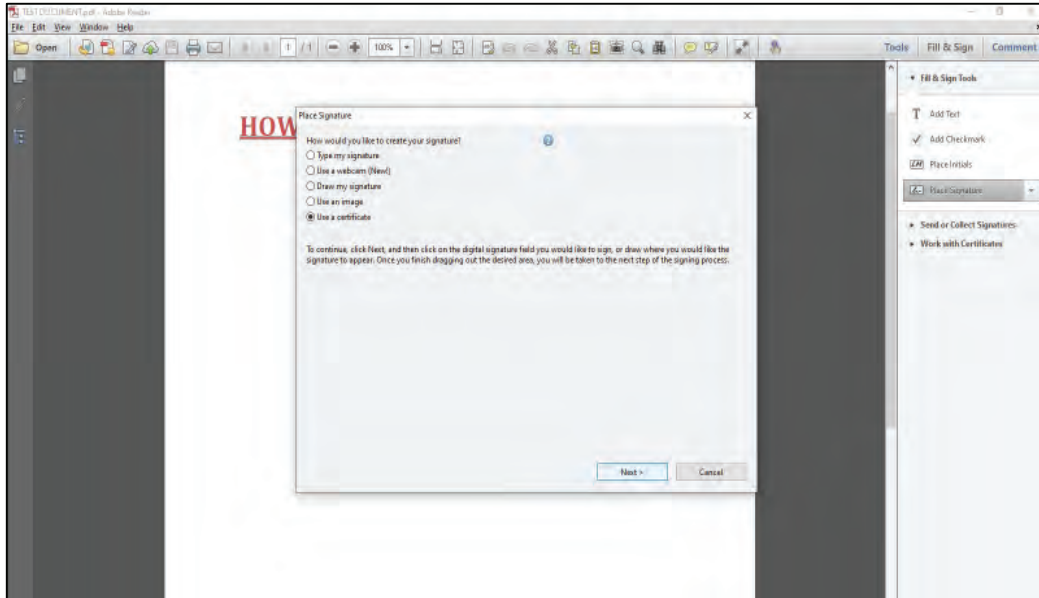 TEST DOCUMENT.pdf - Adobe Reader
File Edit View Window Help
Open 1 / 1 100% Tools Fill & Sign Comment
Fill & Sign Tools
Add Text
Add Checkmark
Place Initials
Place Signature
Send or Collect Signatures
Work with Certificates
HOW
Place Signature
How would you like to create your signature?
Type my signature
Use a webcam (New!)
Draw my signature
Use an image
Use a certificate
To continue, click Next, and then click on the digital signature field you would like to sign, or draw where you would like the
signature to appear. Once you finish dragging out the desired area, you will be taken to the next step of the signing process.
Next > Cancel